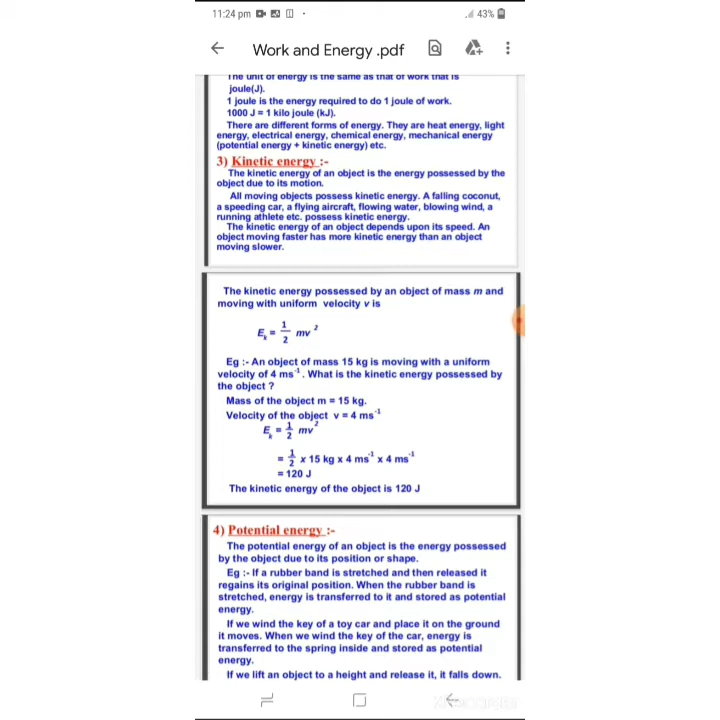 11:24 pm
43%
Work and Energy .pdf
The unit of energy is the same as that of work that is
joule(J).
1 joule is the energy required to do 1 joule of work.
1000 J = 1 kilo joule (kJ).
There are different forms of energy. They are heat energy, light
energy, electrical energy, chemical energy, mechanical energy
(potential energy + kinetic energy) etc.
3) Kinetic energy :-
The kinetic energy of an object is the energy possessed by the
object due to its motion.
All moving objects possess kinetic energy. A falling coconut,
a speeding car, a flying aircraft, flowing water, blowing wind, a
running athlete etc. possess kinetic energy.
The kinetic energy of an object depends upon its speed. An
object moving faster has more kinetic energy than an object
moving slower.
The kinetic energy possessed by an object of mass m and
moving with uniform velocity v is
Eₖ = 1/2 mv²
Eg :- An object of mass 15 kg is moving with a uniform
velocity of 4 ms⁻¹. What is the kinetic energy possessed by
the object ?
Mass of the object m = 15 kg.
Velocity of the object v = 4 ms⁻¹
Eₖ = 1/2 mv²
= 1/2 x 15 kg x 4 ms⁻¹ x 4 ms⁻¹
= 120 J
The kinetic energy of the object is 120 J
4) Potential energy :-
The potential energy of an object is the energy possessed
by the object due to its position or shape.
Eg :- If a rubber band is stretched and then released it
regains its original position. When the rubber band is
stretched, energy is transferred to it and stored as potential
energy.
If we wind the key of a toy car and place it on the ground
it moves. When we wind the key of the car, energy is
transferred to the spring inside and stored as potential
energy.
If we lift an object to a height and release it, it falls down.